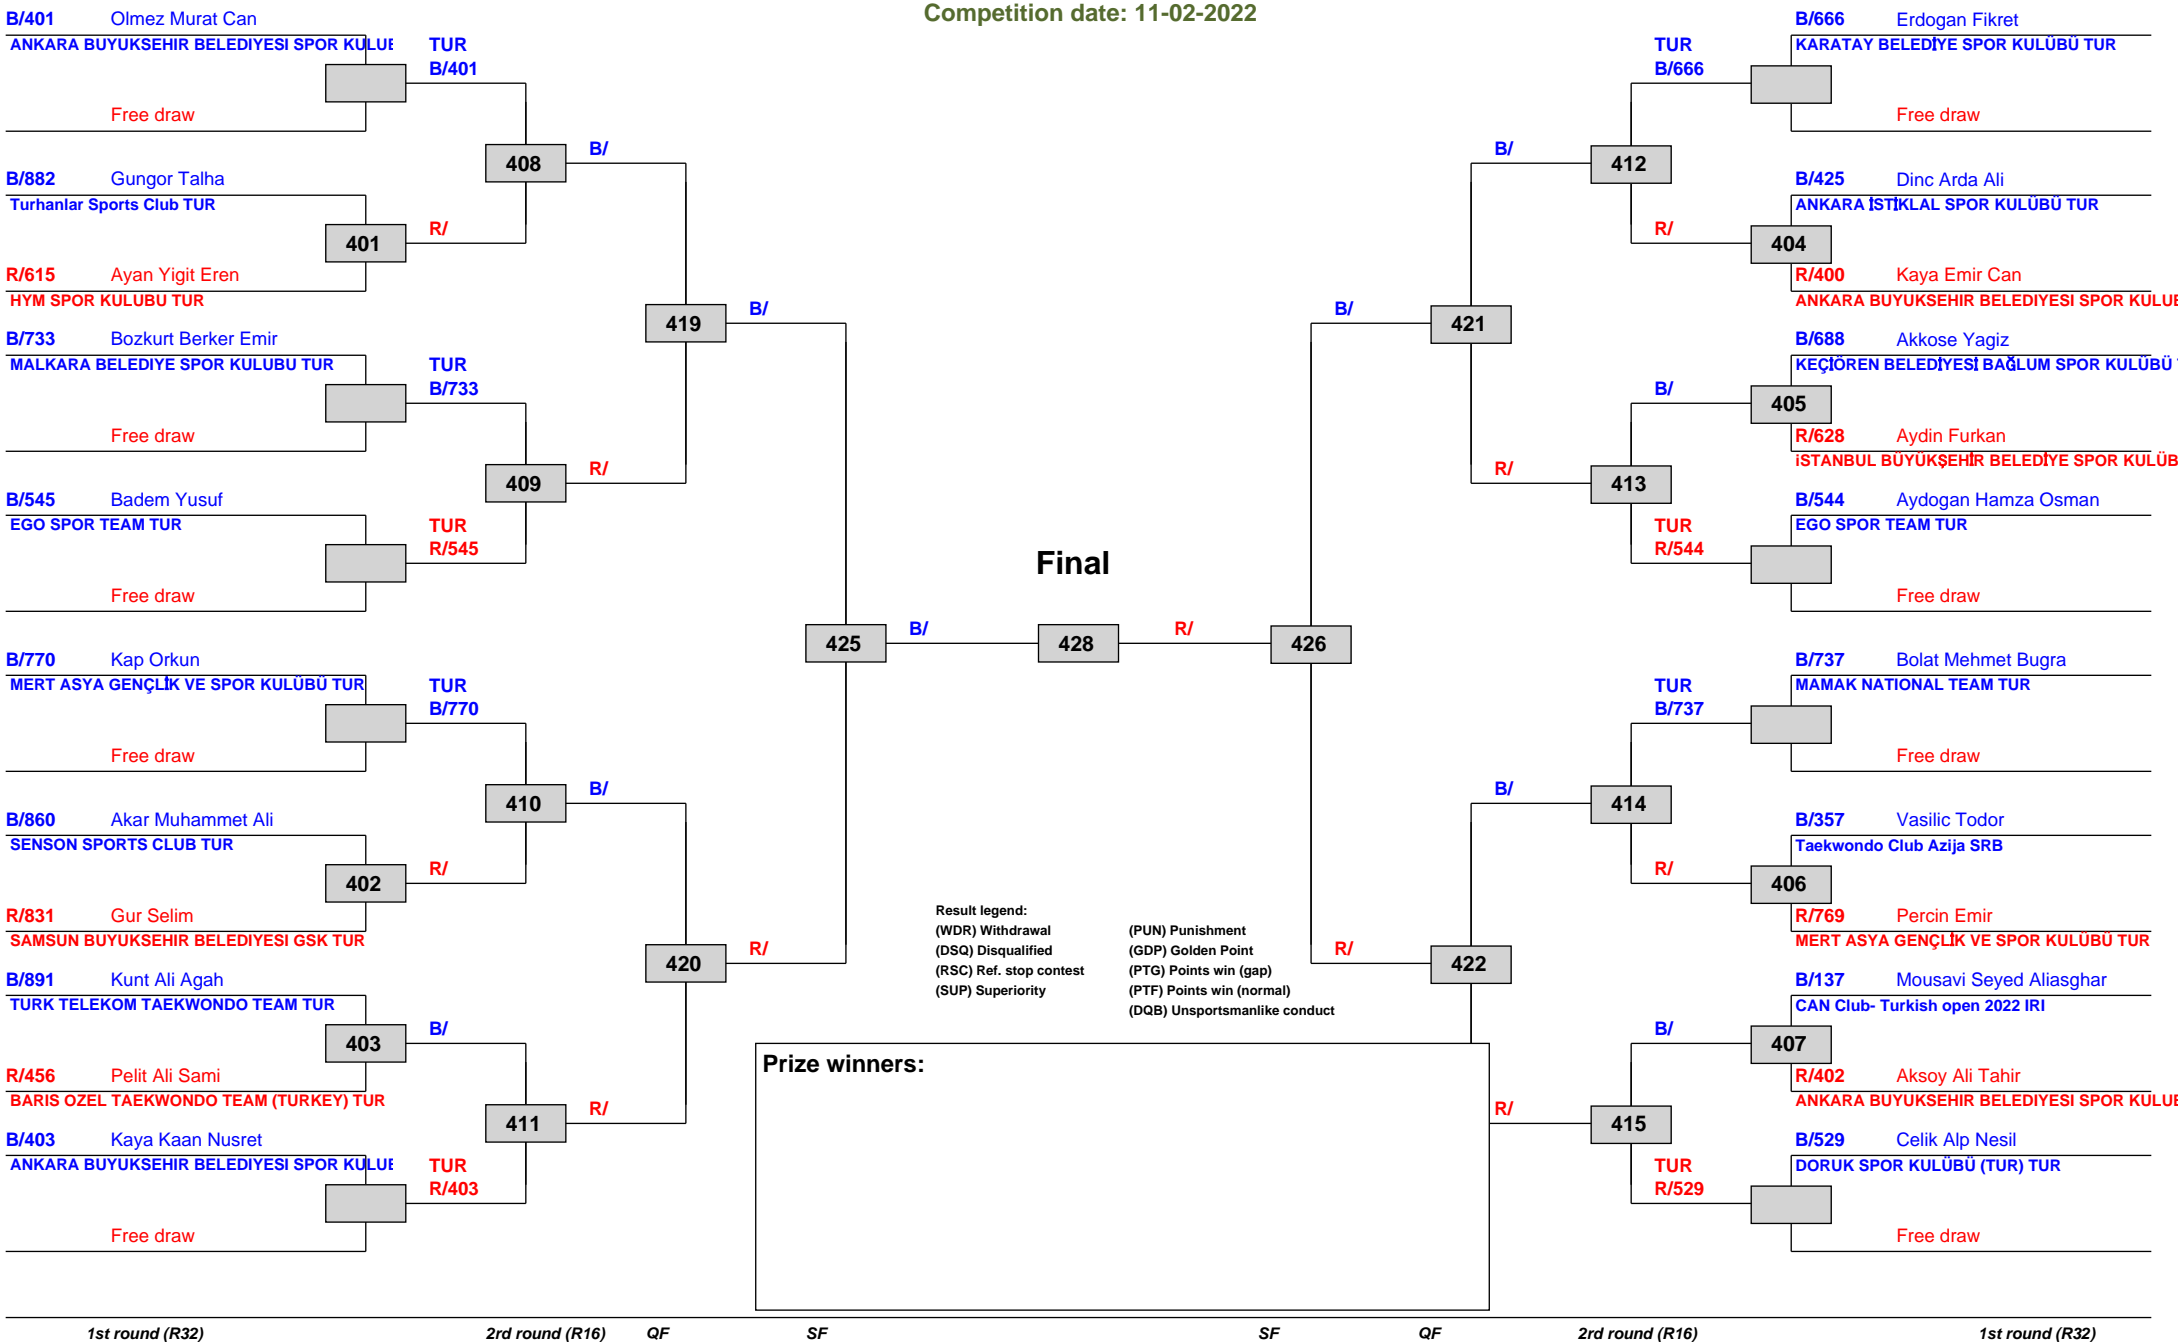 Competition date: 11-02-2022
B/401 Olmez Murat Can
ANKARA BUYUKSEHIR BELEDIYESI SPOR KULUE
TUR
B/401
Free draw
408
B/
B/882 Gungor Talha
Turhanlar Sports Club TUR
401
R/
R/615 Ayan Yigit Eren
HYM SPOR KULUBU TUR
419
B/
B/733 Bozkurt Berker Emir
MALKARA BELEDIYE SPOR KULUBU TUR
TUR
B/733
Free draw
409
R/
B/545 Badem Yusuf
EGO SPOR TEAM TUR
TUR
R/545
Free draw
425
B/
B/770 Kap Orkun
MERT ASYA GENÇLİK VE SPOR KULÜBÜ TUR
TUR
B/770
Free draw
410
B/
B/860 Akar Muhammet Ali
SENSON SPORTS CLUB TUR
402
R/
R/831 Gur Selim
SAMSUN BUYUKSEHIR BELEDIYESI GSK TUR
420
R/
B/891 Kunt Ali Agah
TURK TELEKOM TAEKWONDO TEAM TUR
403
B/
R/456 Pelit Ali Sami
BARIS OZEL TAEKWONDO TEAM (TURKEY) TUR
411
R/
B/403 Kaya Kaan Nusret
ANKARA BUYUKSEHIR BELEDIYESI SPOR KULUE
TUR
R/403
Free draw
Final
428
R/
426
B/666 Erdogan Fikret
KARATAY BELEDİYE SPOR KULÜBÜ TUR
TUR
B/666
Free draw
B/
412
B/425 Dinc Arda Ali
ANKARA İSTİKLAL SPOR KULÜBÜ TUR
R/
404
R/400 Kaya Emir Can
ANKARA BUYUKSEHIR BELEDIYESI SPOR KULUE
B/
421
B/688 Akkose Yagiz
KEÇİÖREN BELEDİYESİ BAĞLUM SPOR KULÜBÜ
B/
405
R/628 Aydin Furkan
iSTANBUL BÜYÜKŞEHİR BELEDİYE SPOR KULÜB
R/
413
B/544 Aydogan Hamza Osman
EGO SPOR TEAM TUR
TUR
R/544
Free draw
B/737 Bolat Mehmet Bugra
MAMAK NATIONAL TEAM TUR
TUR
B/737
Free draw
B/
414
B/357 Vasilic Todor
Taekwondo Club Azija SRB
R/
406
R/769 Percin Emir
MERT ASYA GENÇLİK VE SPOR KULÜBÜ TUR
R/
422
B/137 Mousavi Seyed Aliasghar
CAN Club- Turkish open 2022 IRI
B/
407
R/402 Aksoy Ali Tahir
ANKARA BUYUKSEHIR BELEDIYESI SPOR KULUE
R/
415
B/529 Celik Alp Nesil
DORUK SPOR KULÜBÜ (TUR) TUR
TUR
R/529
Free draw
Result legend:
(WDR) Withdrawal (PUN) Punishment
(DSQ) Disqualified (GDP) Golden Point
(RSC) Ref. stop contest (PTG) Points win (gap)
(SUP) Superiority (PTF) Points win (normal)
(DQB) Unsportsmanlike conduct
Prize winners:
1st round (R32) 2rd round (R16) QF SF SF QF 2rd round (R16) 1st round (R32)